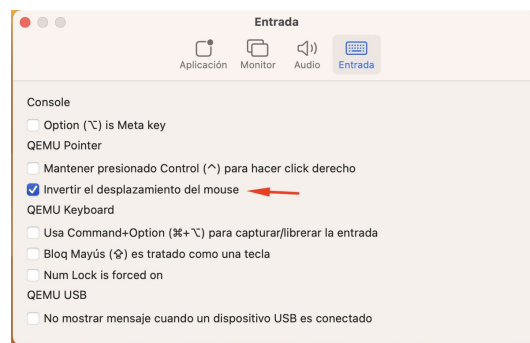 Entrada
Aplicación Monitor Audio Entrada
Console
Option (⌥) is Meta key
QEMU Pointer
Mantener presionado Control (^) para hacer click derecho
Invertir el desplazamiento del mouse
QEMU Keyboard
Usa Command+Option (⌘+⌥) para capturar/librerar la entrada
Bloq Mayús (⇪) es tratado como una tecla
Num Lock is forced on
QEMU USB
No mostrar mensaje cuando un dispositivo USB es conectado